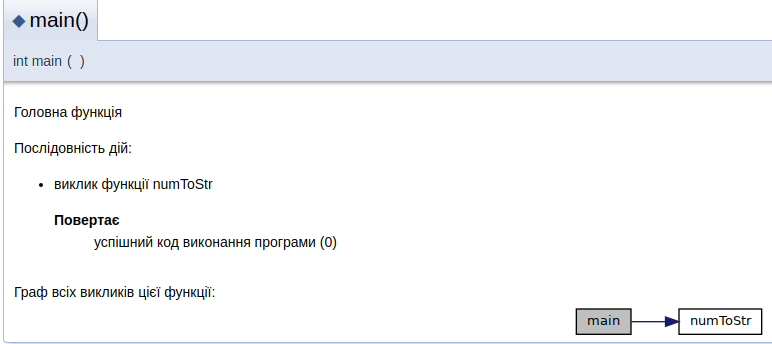 ◆ main()
int main ( )
Головна функція
Послідовність дій:
• виклик функції numToStr
Повертає
успішний код виконання програми (0)
Граф всіх викликів цієї функції:
main numToStr